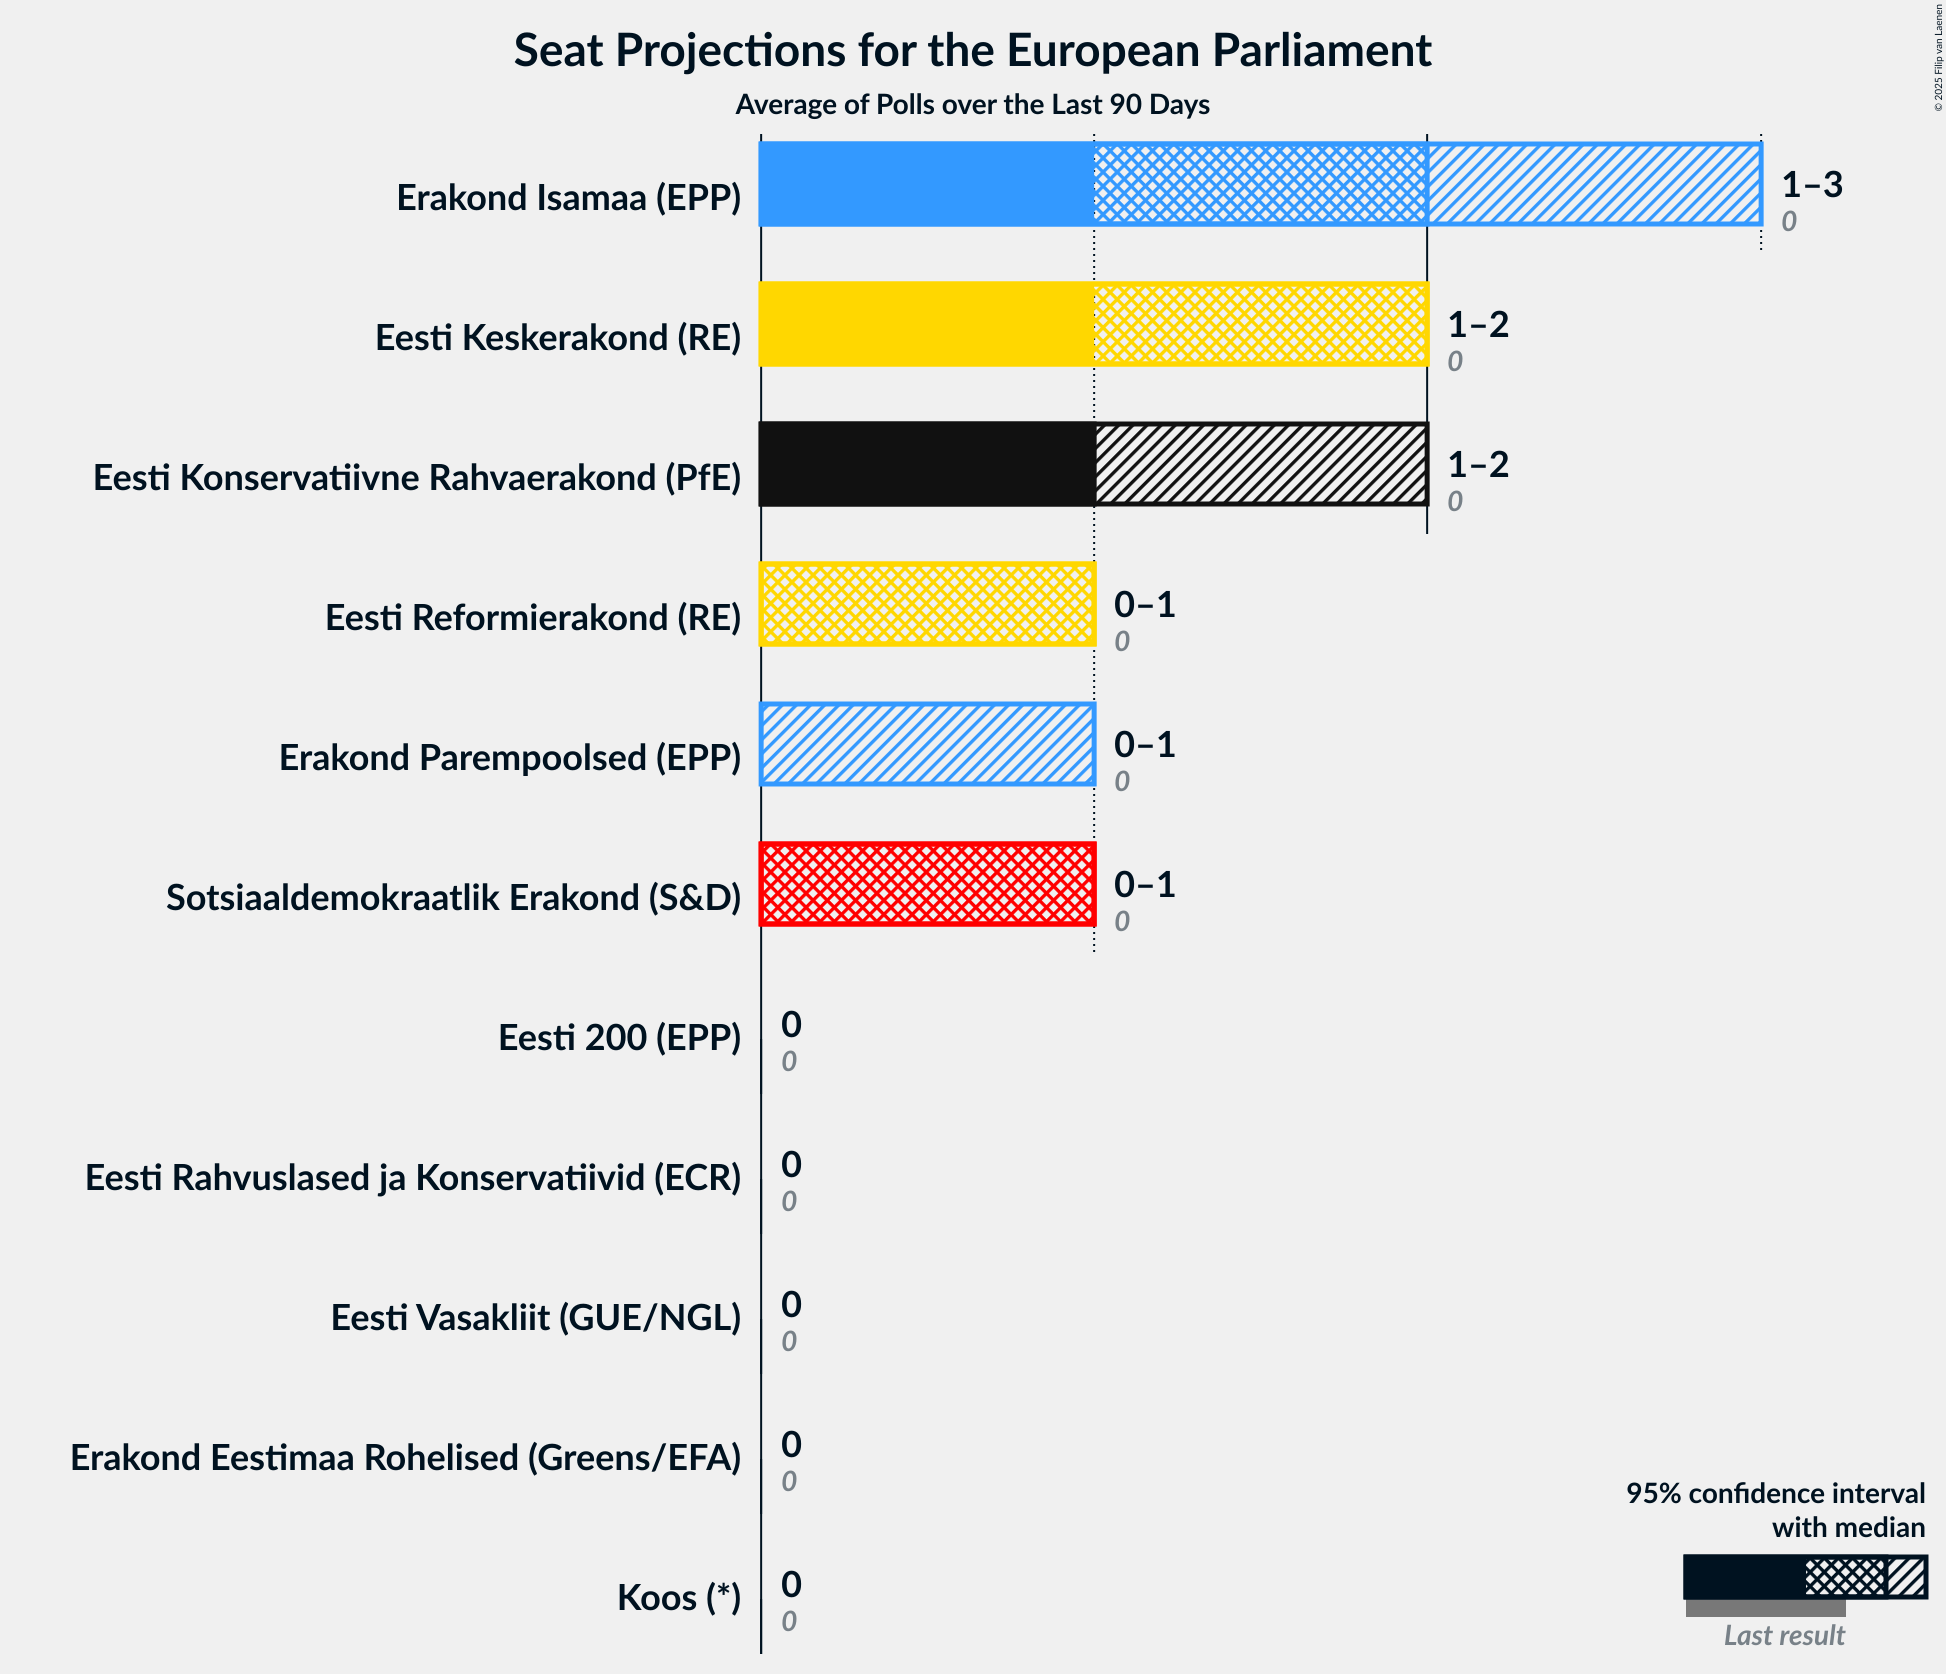 Seat Projections for the European Parliament
Average of Polls over the Last 90 Days
© 2025 Filip van Laenen
Erakond Isamaa (EPP)
1–3
0
Eesti Keskerakond (RE)
1–2
0
Eesti Konservatiivne Rahvaerakond (PfE)
1–2
0
Eesti Reformierakond (RE)
0–1
0
Erakond Parempoolsed (EPP)
0–1
0
Sotsiaaldemokraatlik Erakond (S&D)
0–1
0
Eesti 200 (EPP)
0
0
Eesti Rahvuslased ja Konservatiivid (ECR)
0
0
Eesti Vasakliit (GUE/NGL)
0
0
Erakond Eestimaa Rohelised (Greens/EFA)
0
0
Koos (*)
0
0
95% confidence interval
with median
Last result